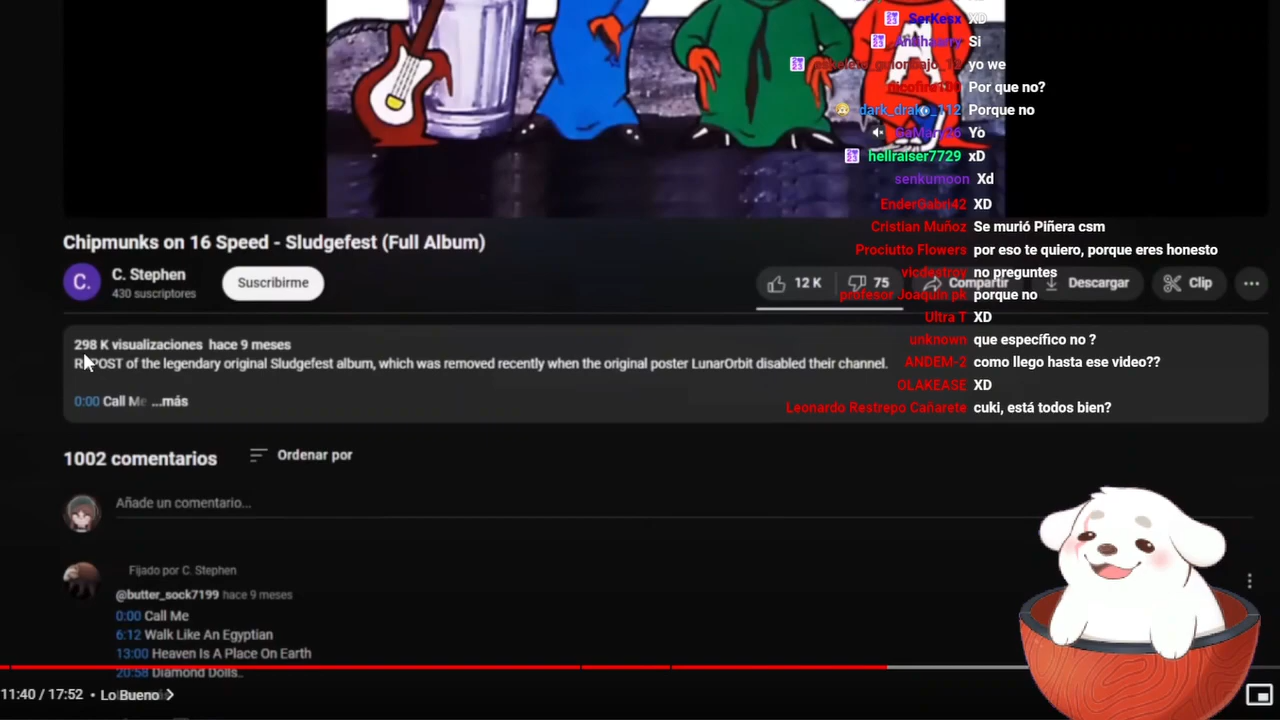 SerKesx XD
Si
yo we
nicofire130 Por que no?
dark_drako_112 Porque no
GaMary36 Yo
hellraiser7729 xD
senkumoon Xd
EnderGabri42 XD
Cristian Muñoz Se murió Piñera csm
Chipmunks on 16 Speed - Sludgefest (Full Album)
Prociutto Flowers por eso te quiero, porque eres honesto
C.
C. Stephen
430 suscriptores
Suscribirme
12 K
75
Compartir
Descargar
Clip
vicdestroy no preguntes
profesor Joaquin pk porque no
Ultra T XD
unknown que específico no ?
298 K visualizaciones hace 9 meses
REPOST of the legendary original Sludgefest album, which was removed recently when the original poster LunarOrbit disabled their channel.
ANDEM-2 como llego hasta ese video??
OLAKEASE XD
0:00 Call Me ...más
Leonardo Restrepo Cañarete cuki, está todos bien?
1002 comentarios
Ordenar por
Añade un comentario...
Fijado por C. Stephen
@butter_sock7199 hace 9 meses
0:00 Call Me
6:12 Walk Like An Egyptian
13:00 Heaven Is A Place On Earth
20:58 Diamond Dolls..
11:40 / 17:52 • Lo Bueno